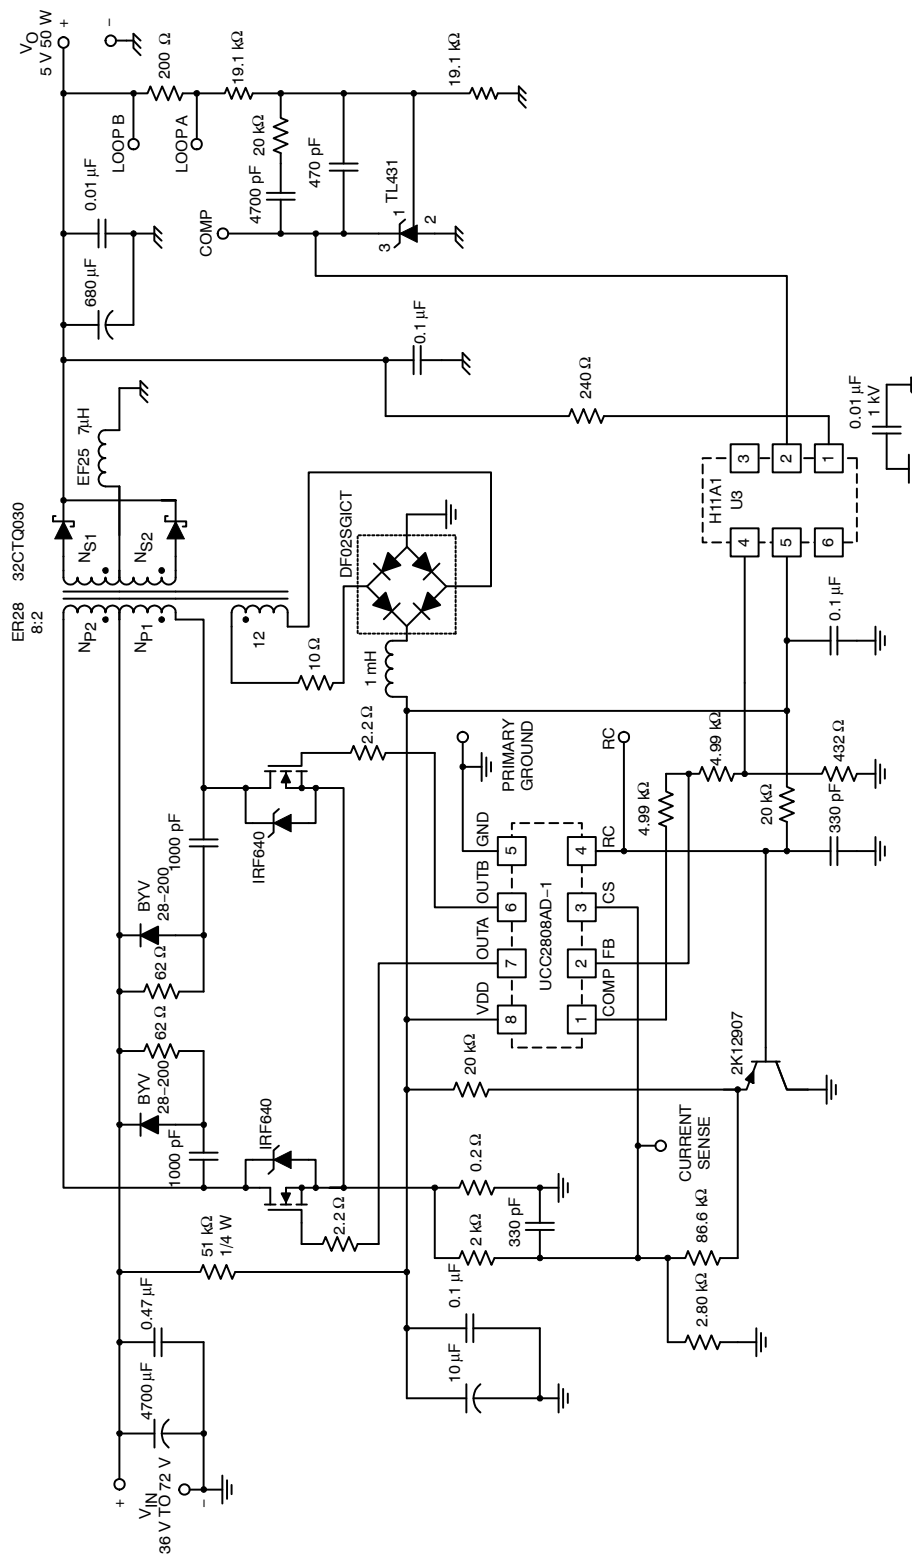 VIN
36 V TO 72 V
+
–
4700 µF
0.47 µF
51 kΩ
1/4 W
1000 pF
BYV
28–200
62 Ω
62 Ω
BYV
28–200
1000 pF
IRF640
IRF640
2.2 Ω
2.2 Ω
ER28
8:2
32CTQ030
NP2
NP1
NS1
NS2
12
EF25 7µH
10 Ω
1 mH
DF02SGICT
680 µF
0.01 µF
VO
5 V 50 W
+
–
LOOP B
200 Ω
LOOP A
19.1 kΩ
20 kΩ
4700 pF
470 pF
19.1 kΩ
COMP
TL431
3
1
2
0.1 µF
240 Ω
10 µF
0.1 µF
2 kΩ
0.2 Ω
330 pF
2.80 kΩ
86.6 kΩ
CURRENT
SENSE
20 kΩ
2K12907
VDD
OUTA
OUTB
GND
8
7
6
5
UCC2808AD–1
1
2
3
4
COMP
FB
CS
RC
PRIMARY
GROUND
RC
4.99 kΩ
4.99 kΩ
20 kΩ
330 pF
432 Ω
0.1 µF
H11A1
U3
4
5
6
3
2
1
0.01 µF
1 kV